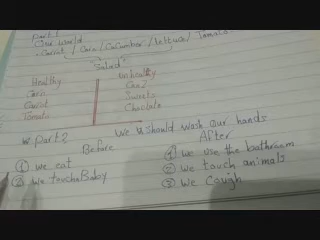 part 1
Our world
Carrot / Corn / Cucumber / lettuce / Tomato
Salad
Healthy
unhealthy
Corn
Carrot
Sweets
Tomato
Choclate
part 2
We should wash Our hands
Before
After
① we eat
① we use the bathroom
② we touch a Baby
② we touch animals
③ we Cough